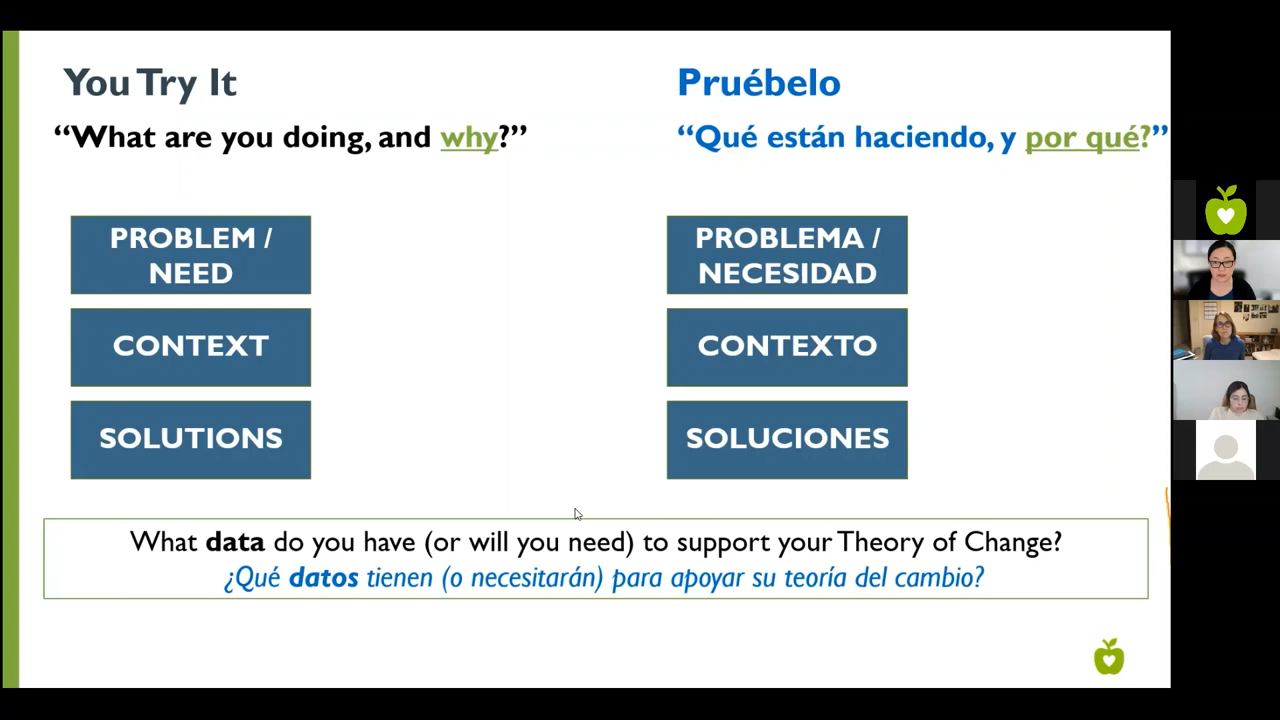 You Try It
“What are you doing, and why?”
PROBLEM /
NEED
CONTEXT
SOLUTIONS
Pruébelo
“Qué están haciendo, y por qué?”
PROBLEMA /
NECESIDAD
CONTEXTO
SOLUCIONES
What data do you have (or will you need) to support your Theory of Change?
¿Qué datos tienen (o necesitarán) para apoyar su teoría del cambio?